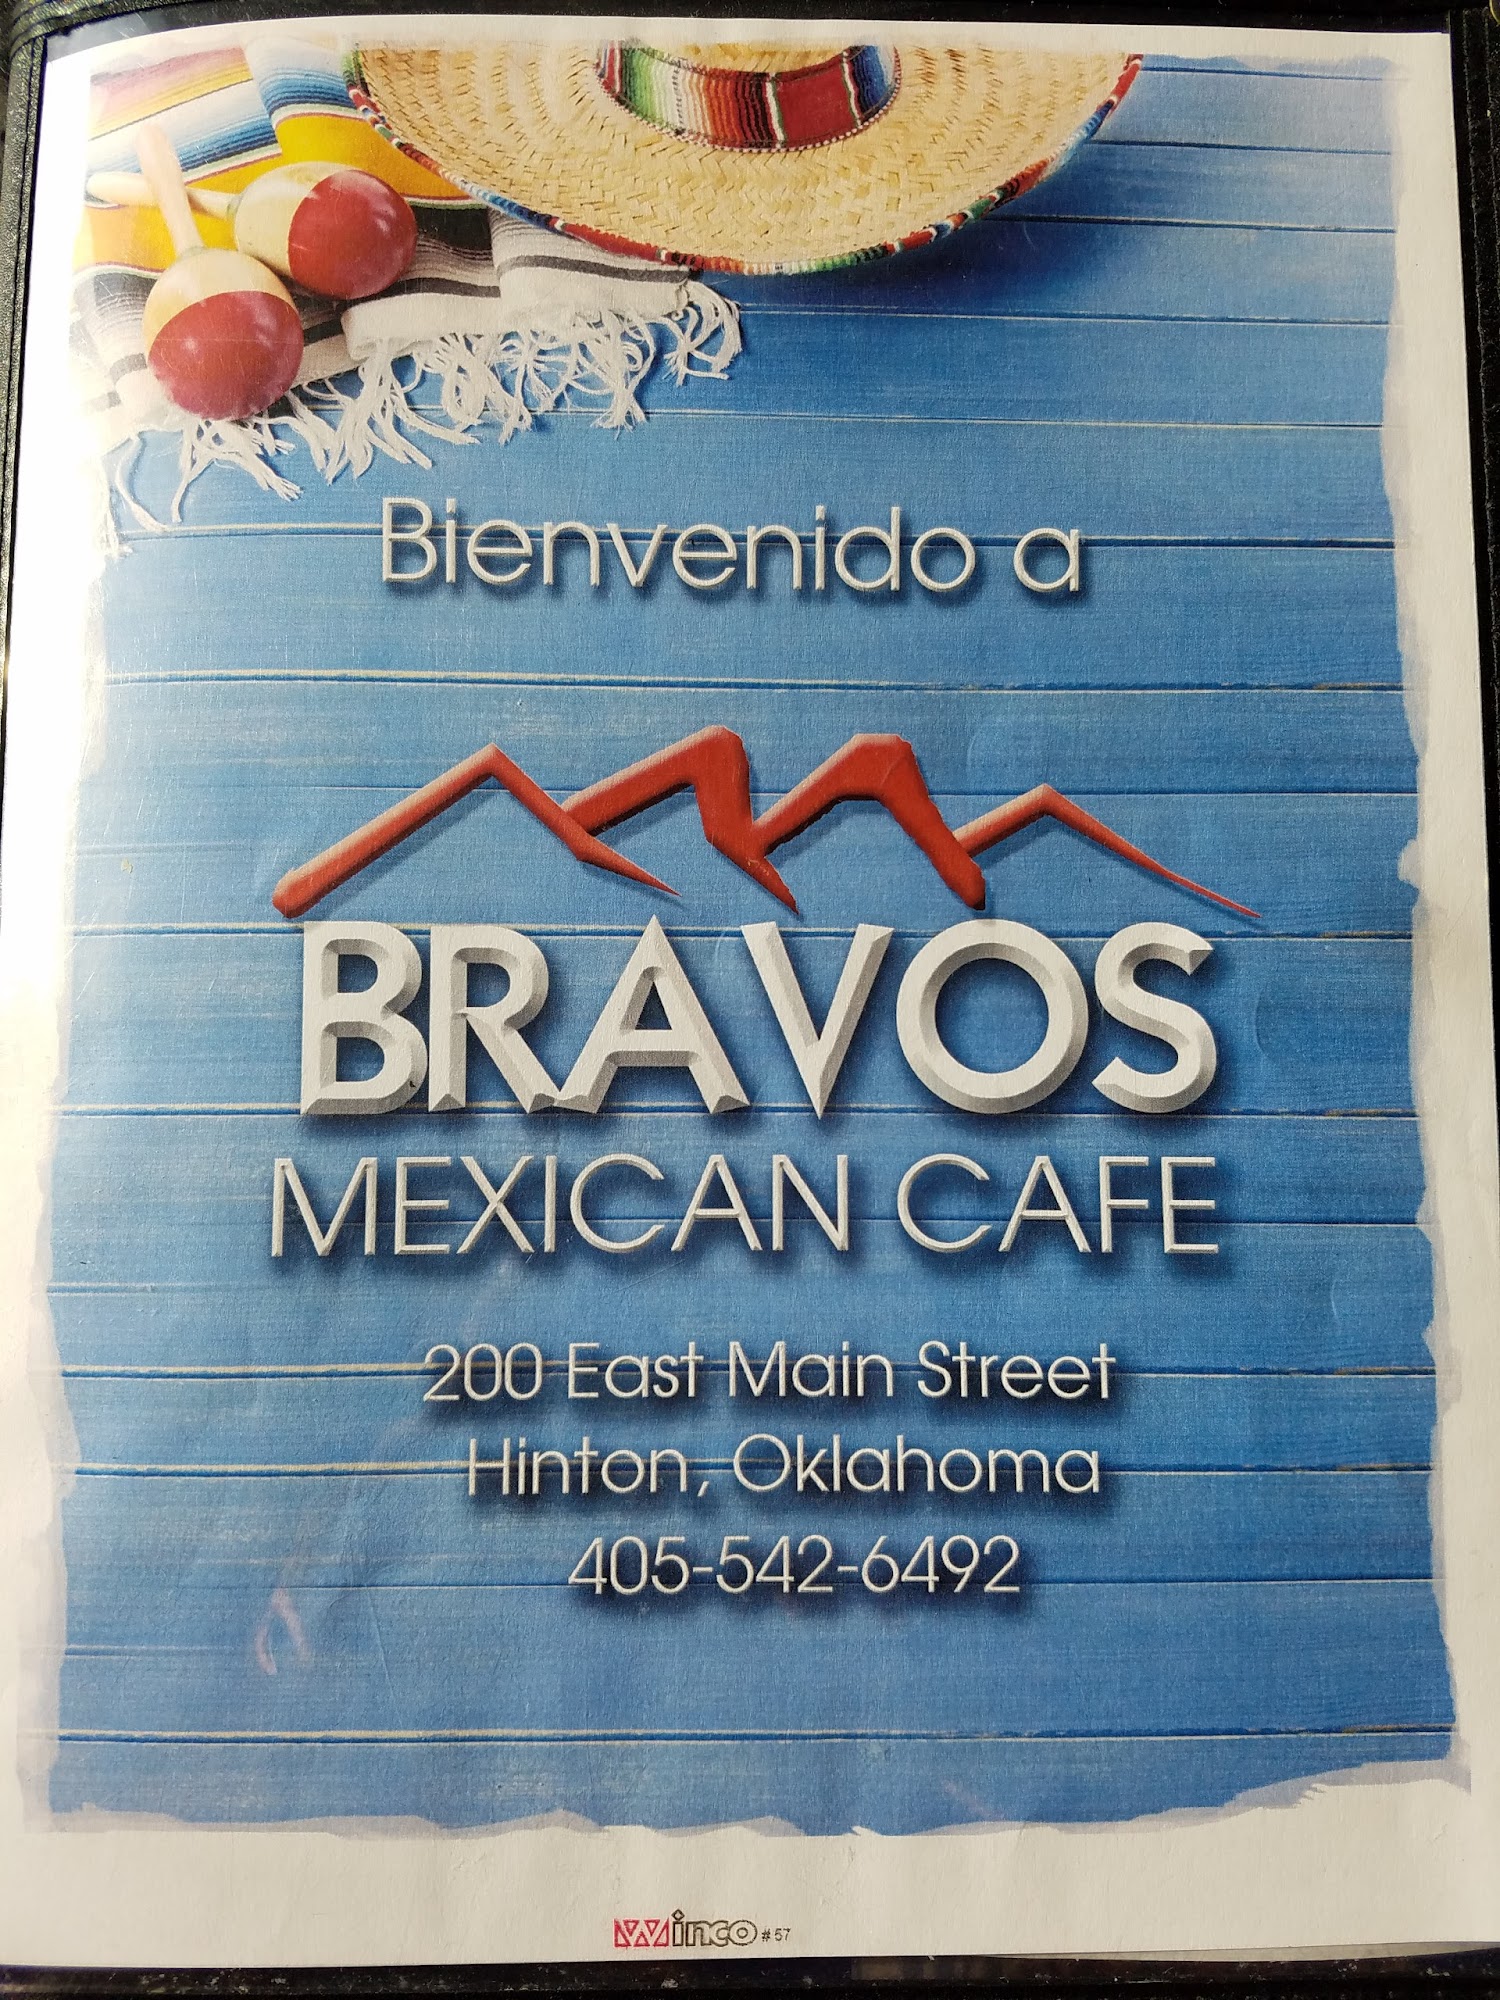 Bienvenido a
BRAVOS
MEXICAN CAFE
200 East Main Street
Hinton, Oklahoma
405-542-6492
Winco #57